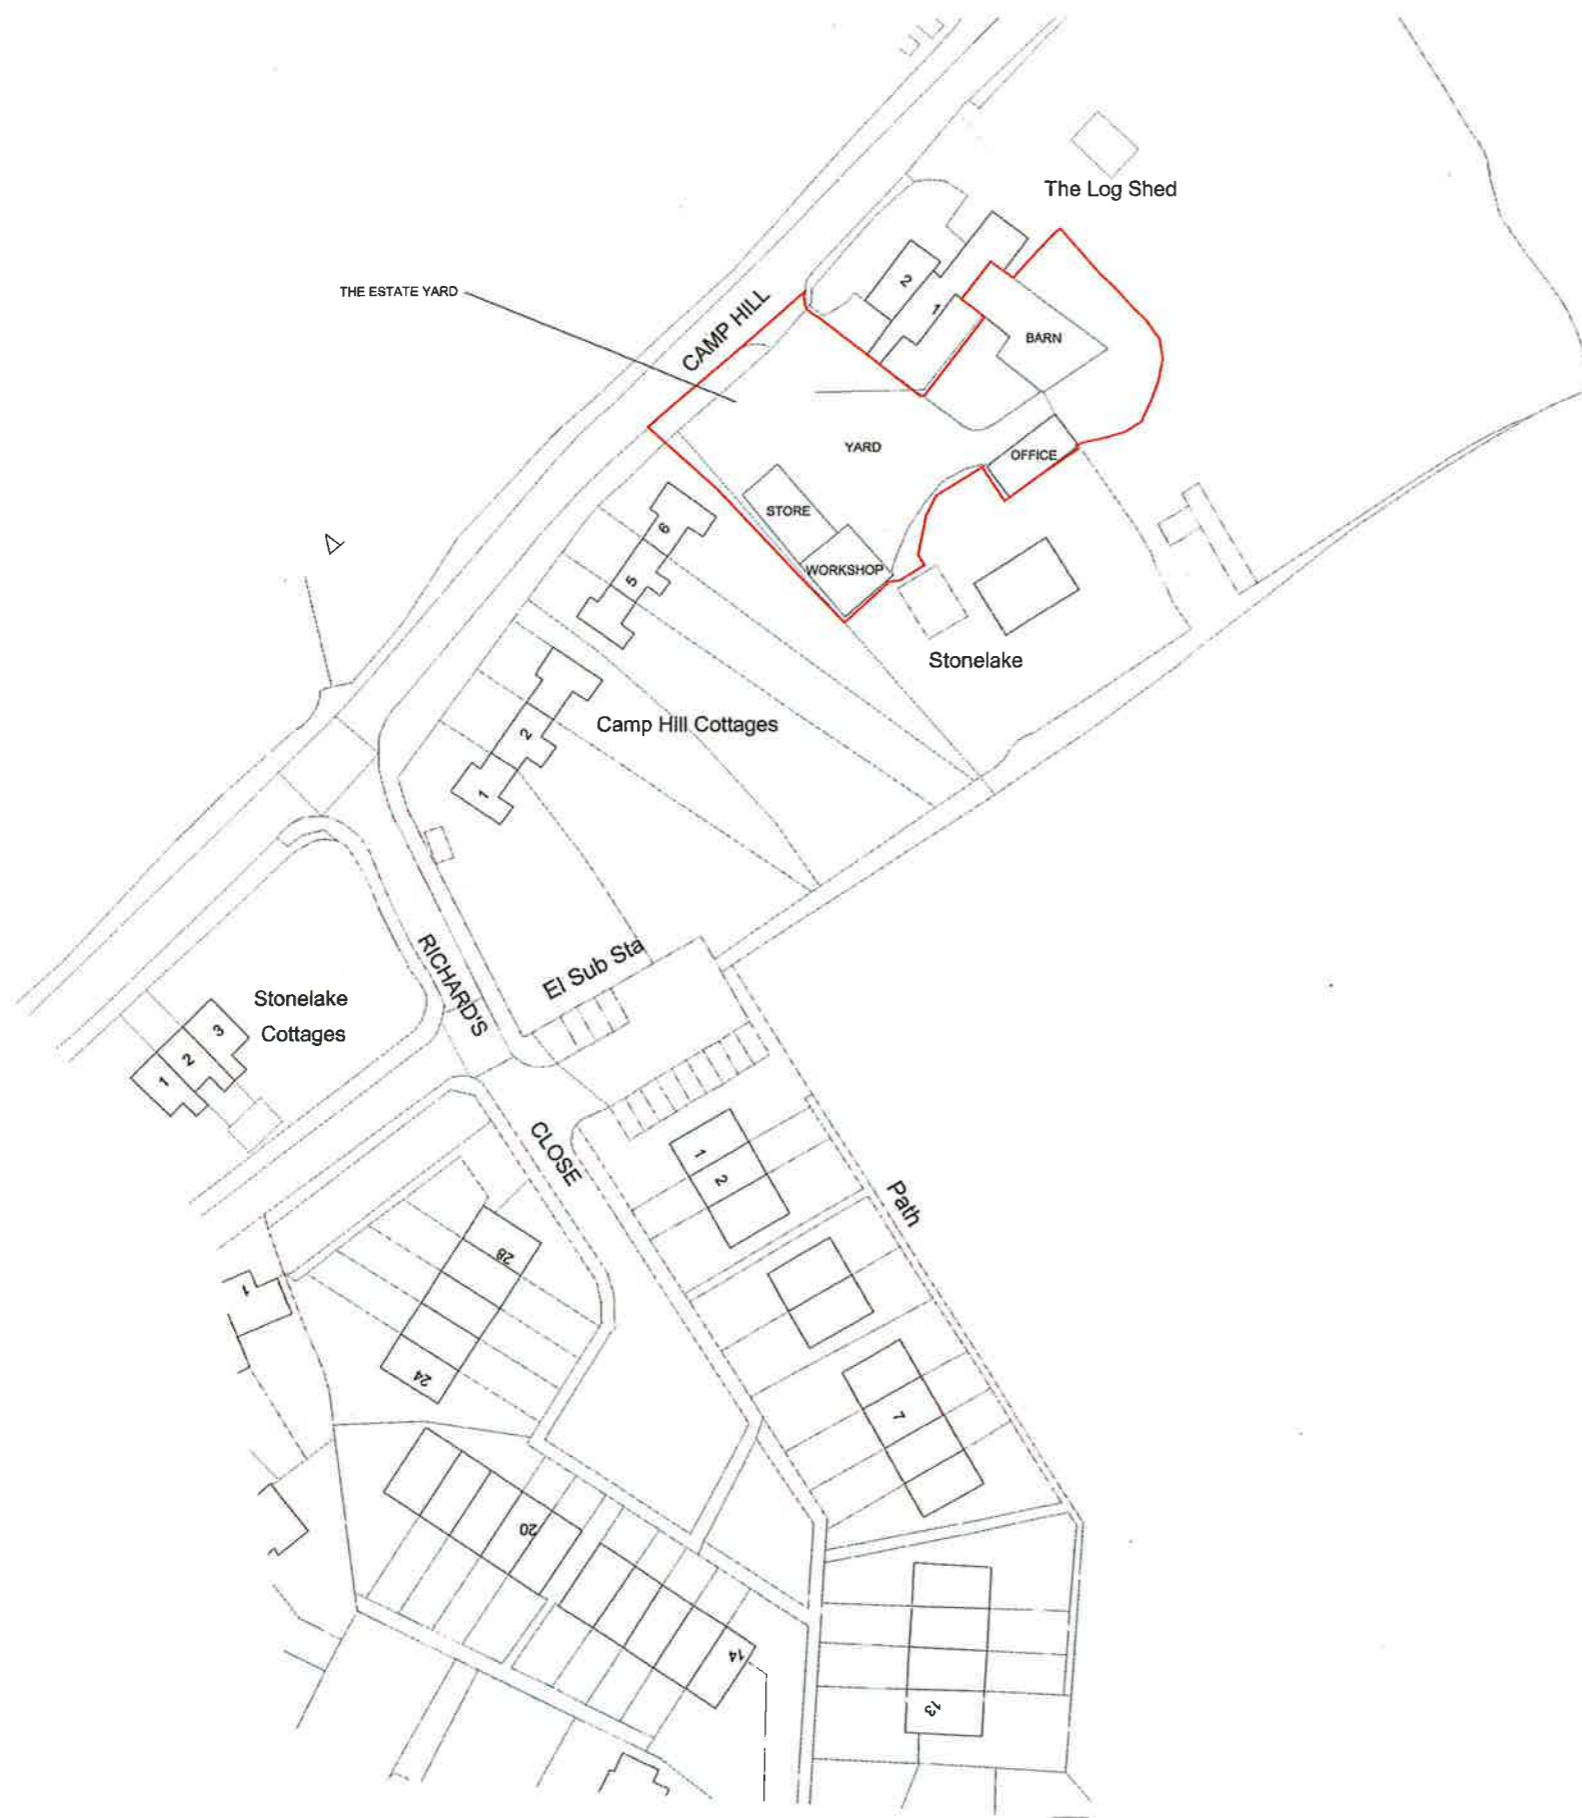 The Log Shed
THE ESTATE YARD
CAMP HILL
2
1
BARN
YARD
OFFICE
STORE
WORKSHOP
6
5
Stonelake
Camp Hill Cottages
2
1
RICHARD'S
El Sub Sta
Stonelake
Cottages
3
2
1
CLOSE
1
2
Path
28
1
24
7
20
14
13